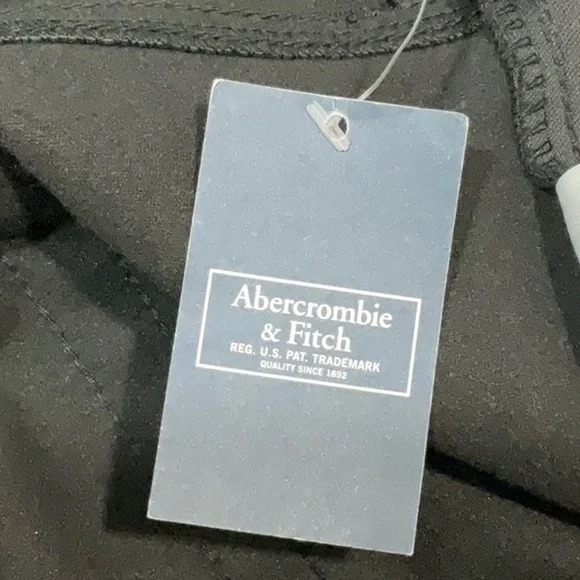 Abercrombie
& Fitch
REG. U.S. PAT. TRADEMARK
QUALITY SINCE 1892